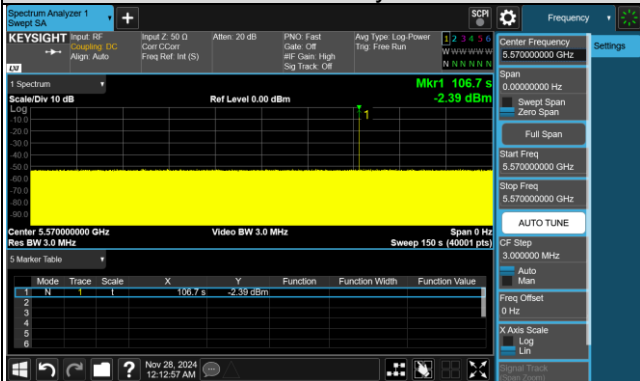 Spectrum Analyzer 1
Swept SA
SCPI
Frequency
KEYSIGHT
Input: RF
Coupling: DC
Align: Auto
Input Z: 50 Ω
Corr CCorr
Freq Ref: Int (S)
Atten: 20 dB
PNO: Fast
Gate: Off
#IF Gain: High
Sig Track: Off
Avg Type: Log-Power
Trig: Free Run
1 2 3 4 5 6
W W W W W W
N N N N N N
LXI
1 Spectrum
Scale/Div 10 dB
Ref Level 0.00 dBm
Mkr1 106.7 s
-2.39 dBm
Log
1
-10.0
-20.0
-30.0
-40.0
-50.0
-60.0
-70.0
-80.0
-90.0
Center 5.570000000 GHz
Video BW 3.0 MHz
Span 0 Hz
Res BW 3.0 MHz
Sweep 150 s (40001 pts)
5 Marker Table
Mode Trace Scale X Y Function Function Width Function Value
1 N 1 t 106.7 s -2.39 dBm
2
3
4
5
6
Nov 28, 2024
12:12:57 AM
Center Frequency
5.570000000 GHz
Settings
Span
0.00000000 Hz
Swept Span
Zero Span
Full Span
Start Freq
5.570000000 GHz
Stop Freq
5.570000000 GHz
AUTO TUNE
CF Step
3.000000 MHz
Auto
Man
Freq Offset
0 Hz
X Axis Scale
Log
Lin
Signal Track
(Span Zoom)